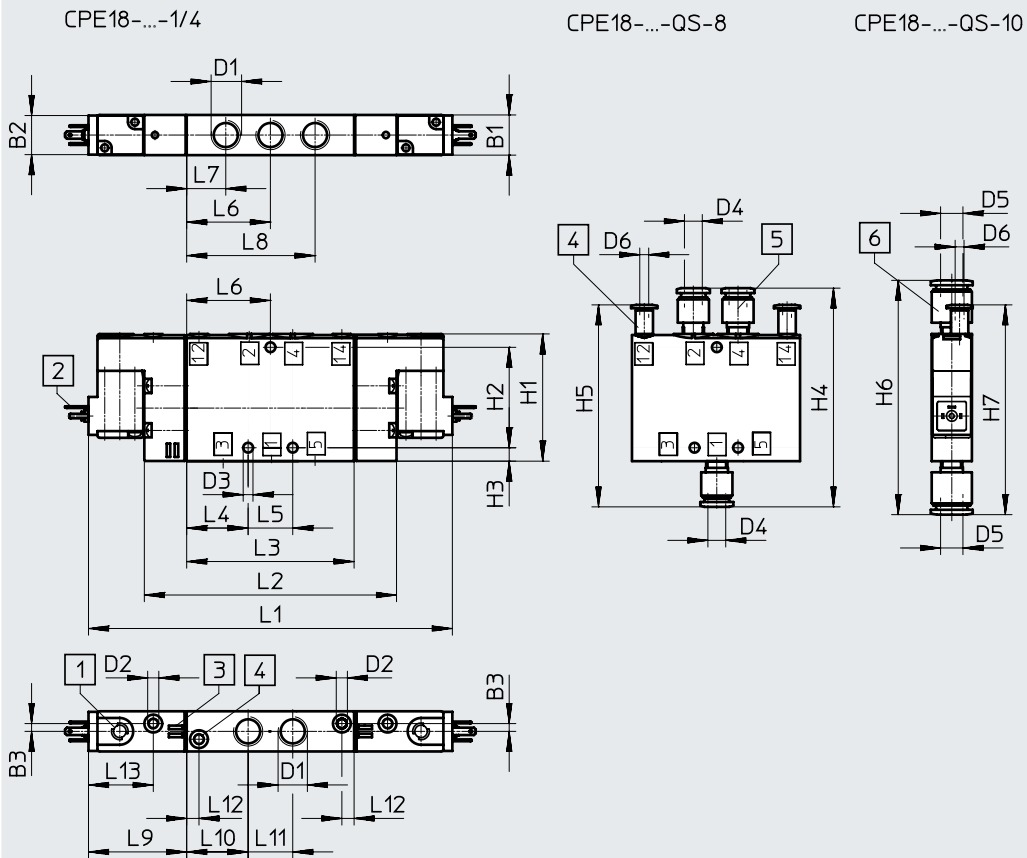 CPE18-...-1/4
CPE18-...-QS-8
CPE18-...-QS-10
D1
B2
B1
L7
L6
L8
D4
D5
4
D6
5
6
D6
L6
2
12
2
4
14
H2
H1
3
1
5
H3
D3
L4
L5
L3
L2
L1
H5
12
2
4
14
H4
3
1
5
D4
H6
H7
D5
1
D2
3
4
D2
B3
B3
L13
D1
L12
L12
L9
L10
L11